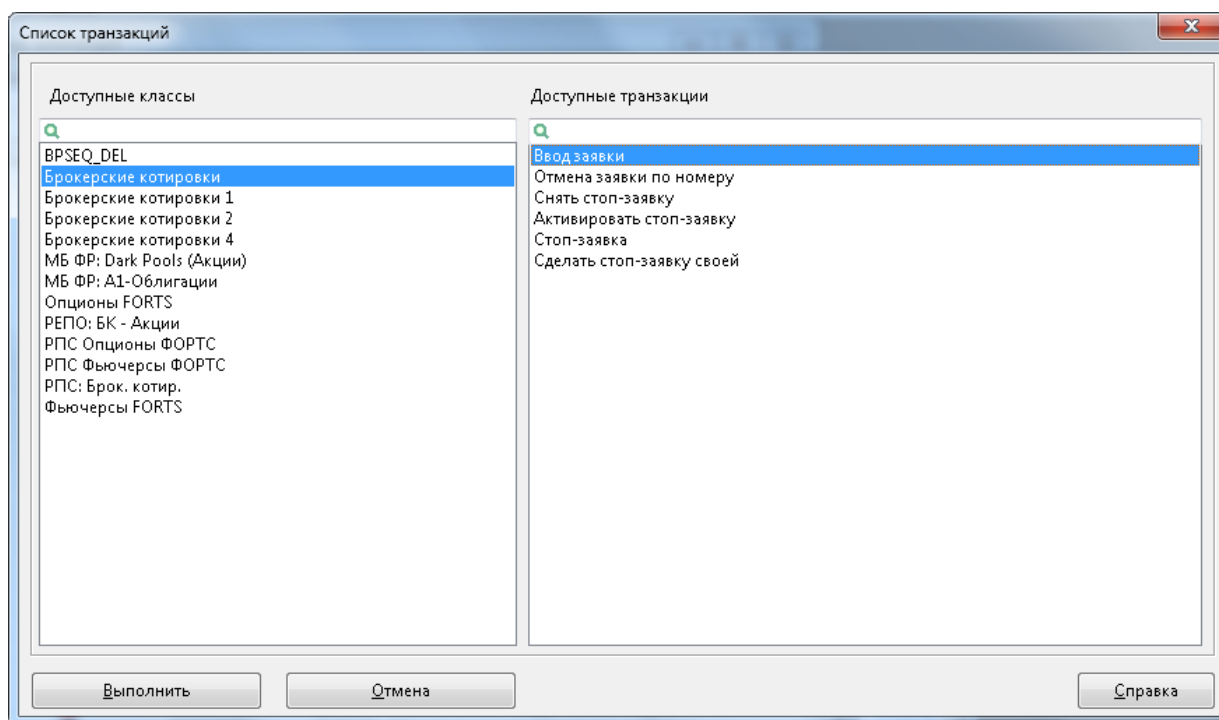 Список транзакций
Доступные классы
Доступные транзакции
BPSEQ_DEL
Брокерские котировки
Брокерские котировки 1
Брокерские котировки 2
Брокерские котировки 4
МБ ФР: Dark Pools (Акции)
МБ ФР: А1-Облигации
Опционы FORTS
РЕПО: БК - Акции
РПС Опционы ФОРТС
РПС Фьючерсы ФОРТС
РПС: Брок. котир.
Фьючерсы FORTS
Ввод заявки
Отмена заявки по номеру
Снять стоп-заявку
Активировать стоп-заявку
Стоп-заявка
Сделать стоп-заявку своей
Выполнить
Отмена
Справка